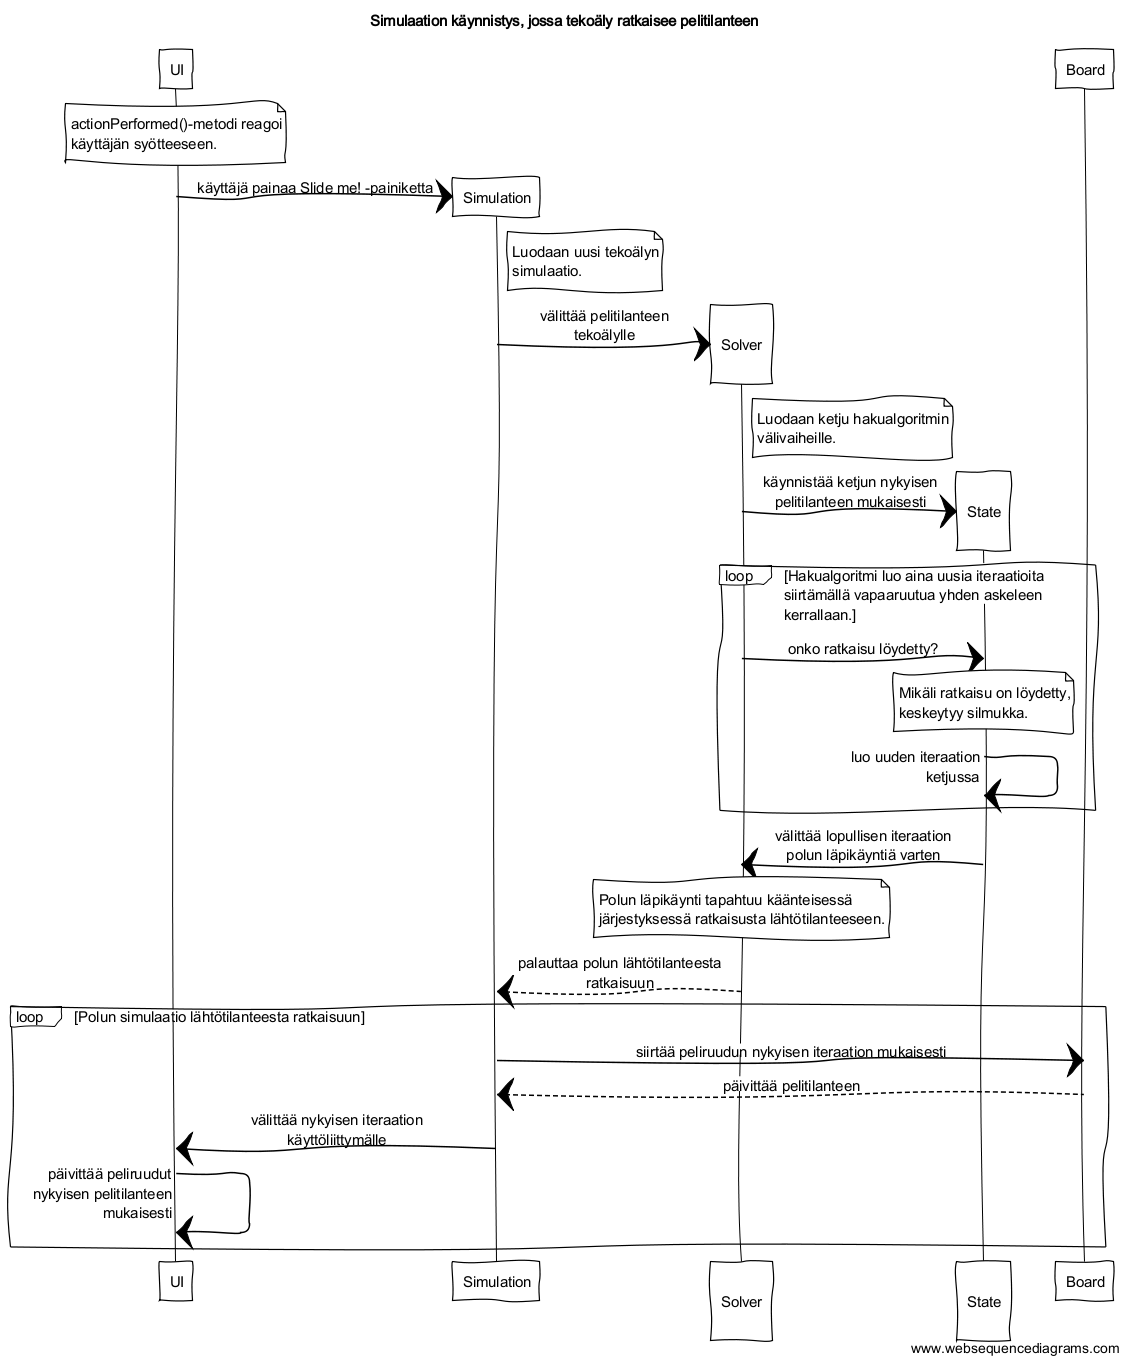 Simulaation käynnistys, jossa tekoäly ratkaisee pelitilanteen
UI
Board
actionPerformed()-metodi reagoi
käyttäjän syötteeseen.
käyttäjä painaa Slide me! -painiketta
Simulation
Luodaan uusi tekoälyn
simulaatio.
välittää pelitilanteen
tekoälylle
Solver
Luodaan ketju hakualgoritmin
välivaiheille.
käynnistää ketjun nykyisen
pelitilanteen mukaisesti
State
loop
[Hakualgoritmi luo aina uusia iteraatioita
siirtämällä vapaaruutua yhden askeleen
kerrallaan.]
onko ratkaisu löydetty?
Mikäli ratkaisu on löydetty,
keskeytyy silmukka.
luo uuden iteraation
ketjussa
välittää lopullisen iteraation
polun läpikäyntiä varten
Polun läpikäynti tapahtuu käänteisessä
järjestyksessä ratkaisusta lähtötilanteeseen.
palauttaa polun lähtötilanteesta
ratkaisuun
loop
[Polun simulaatio lähtötilanteesta ratkaisuun]
siirtää peliruudun nykyisen iteraation mukaisesti
päivittää pelitilanteen
välittää nykyisen iteraation
käyttöliittymälle
päivittää peliruudut
nykyisen pelitilanteen
mukaisesti
UI
Simulation
Solver
State
Board
www.websequencediagrams.com